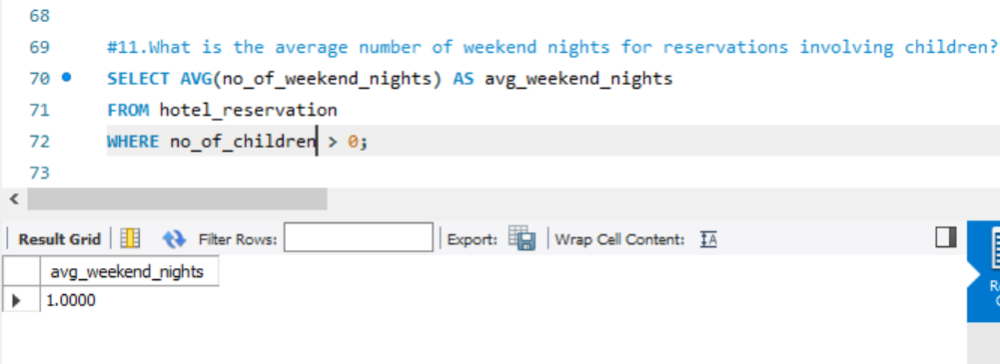 68
69 #11.What is the average number of weekend nights for reservations involving children?
70 SELECT AVG(no_of_weekend_nights) AS avg_weekend_nights
71 FROM hotel_reservation
72 WHERE no_of_children > 0;
73
Result Grid Filter Rows: Export: Wrap Cell Content: IA
avg_weekend_nights
1.0000